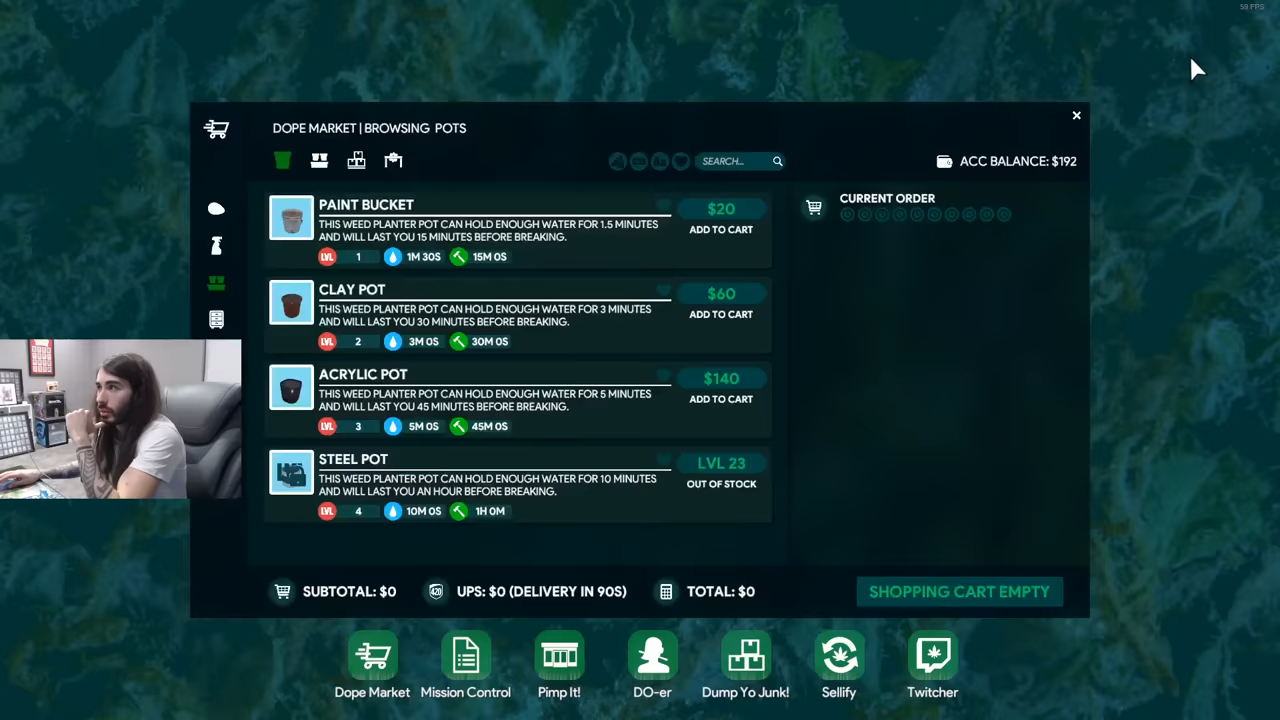 59 FPS
DOPE MARKET | BROWSING POTS
SEARCH...
ACC BALANCE: $192
PAINT BUCKET
THIS WEED PLANTER POT CAN HOLD ENOUGH WATER FOR 1.5 MINUTES
AND WILL LAST YOU 15 MINUTES BEFORE BREAKING.
LVL 1 1M 30S 15M 0S
$20
ADD TO CART
CLAY POT
THIS WEED PLANTER POT CAN HOLD ENOUGH WATER FOR 3 MINUTES
AND WILL LAST YOU 30 MINUTES BEFORE BREAKING.
LVL 2 3M 0S 30M 0S
$60
ADD TO CART
ACRYLIC POT
THIS WEED PLANTER POT CAN HOLD ENOUGH WATER FOR 5 MINUTES
AND WILL LAST YOU 45 MINUTES BEFORE BREAKING.
LVL 3 5M 0S 45M 0S
$140
ADD TO CART
STEEL POT
THIS WEED PLANTER POT CAN HOLD ENOUGH WATER FOR 10 MINUTES
AND WILL LAST YOU AN HOUR BEFORE BREAKING.
LVL 4 10M 0S 1H 0M
LVL 23
OUT OF STOCK
CURRENT ORDER
SUBTOTAL: $0
420
UPS: $0 (DELIVERY IN 90S)
TOTAL: $0
SHOPPING CART EMPTY
Dope Market
Mission Control
Pimp It!
DO-er
Dump Yo Junk!
Sellify
Twitcher